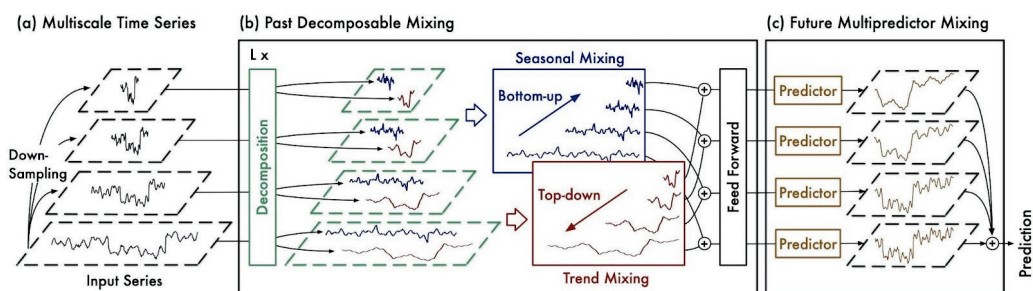 (a) Multiscale Time Series
(b) Past Decomposable Mixing
(c) Future Multipredictor Mixing
Down-
Sampling
Input Series
L x
Decomposition
Seasonal Mixing
Bottom-up
Top-down
Trend Mixing
Feed Forward
Predictor
Predictor
Predictor
Predictor
Prediction